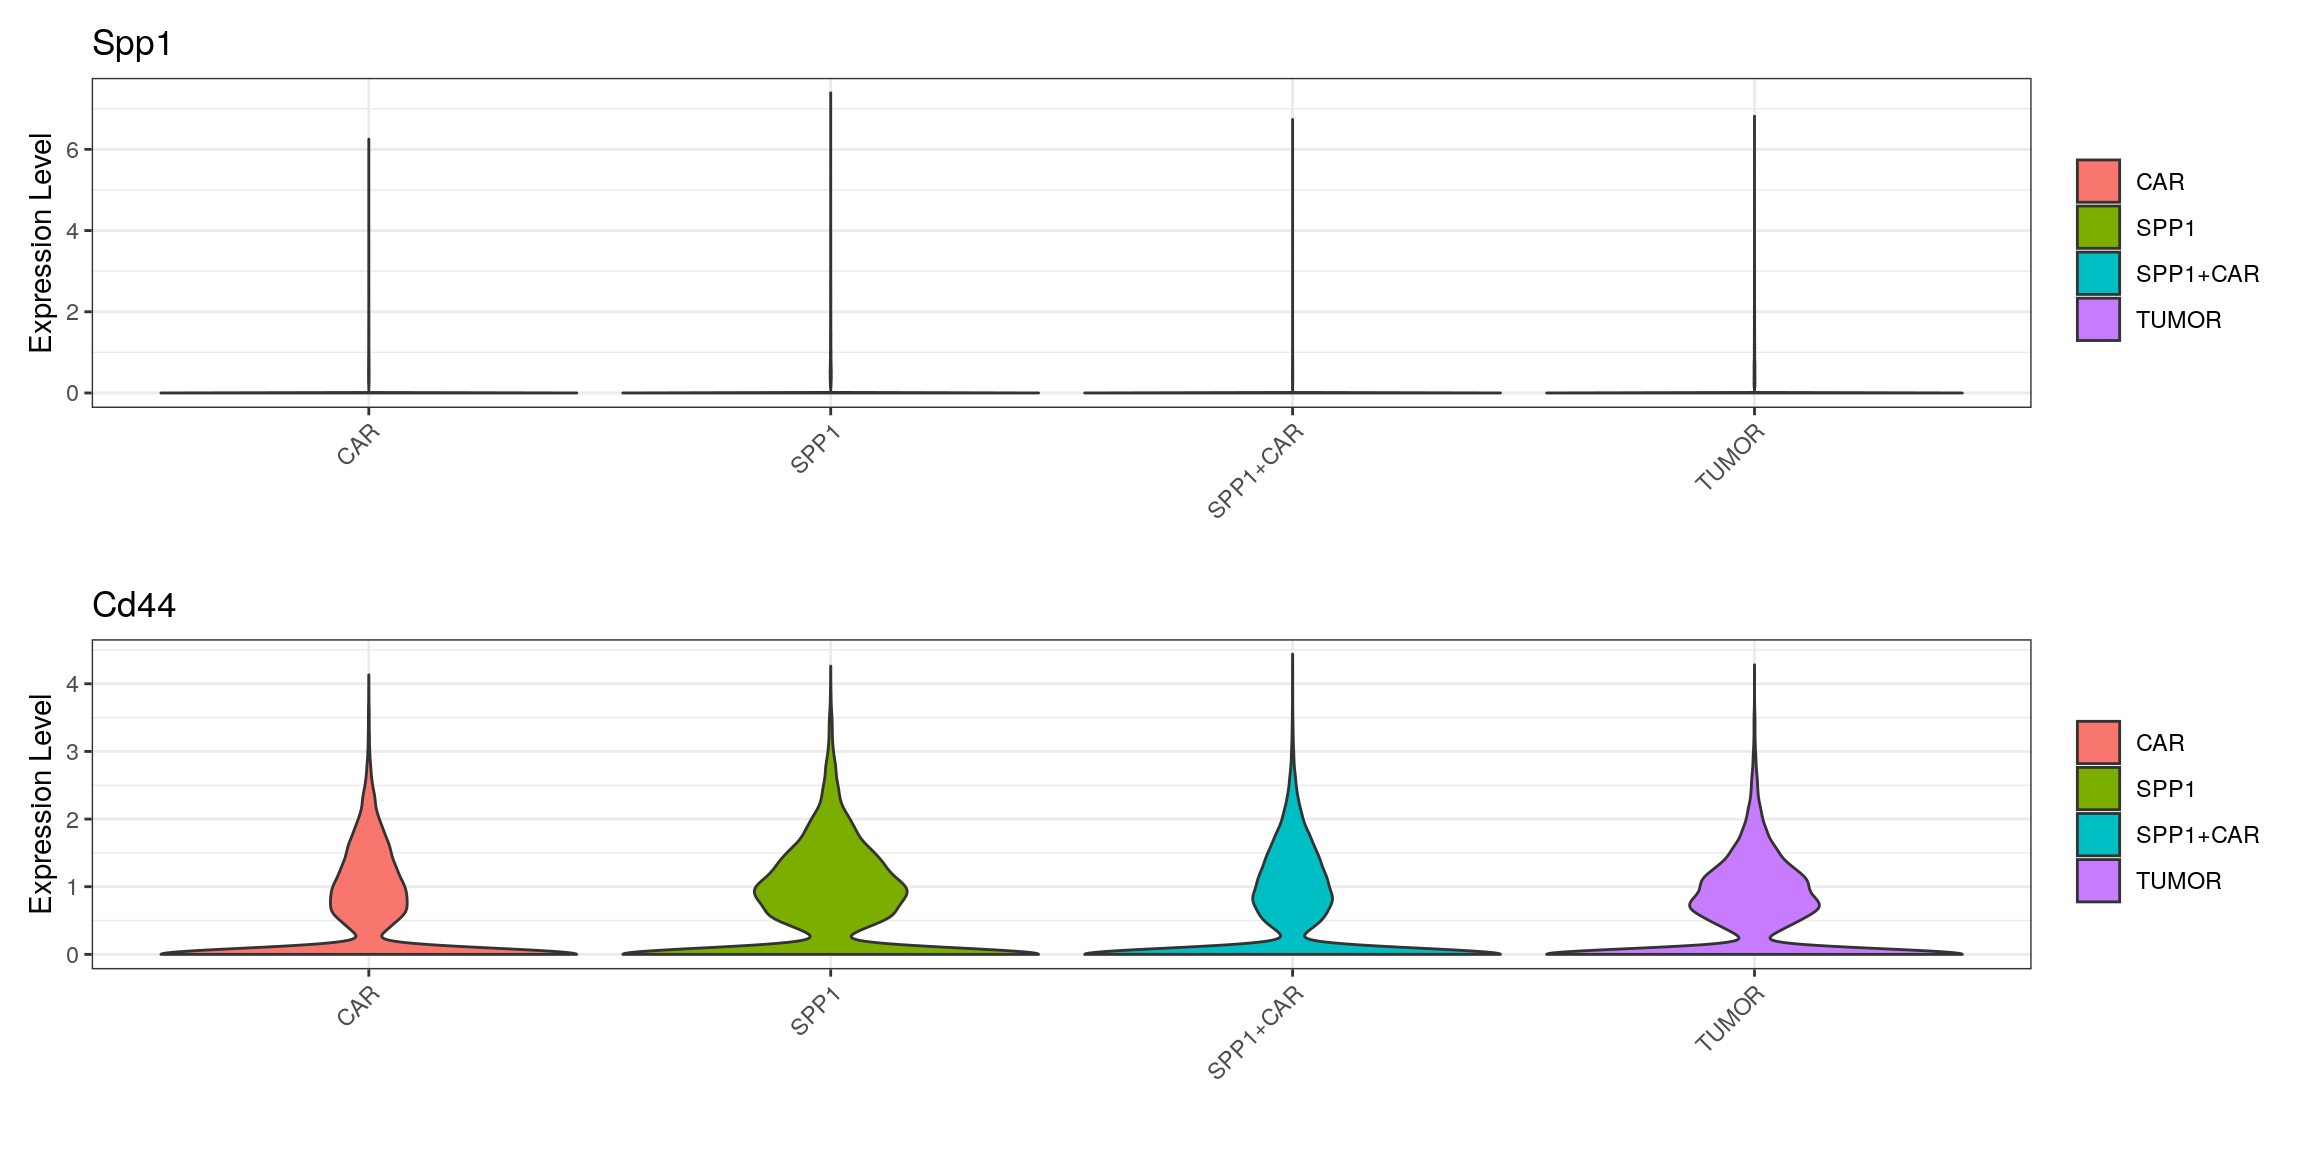 Spp1
Expression Level
6
4
2
0
CAR
SPP1
SPP1+CAR
TUMOR
CAR
SPP1
SPP1+CAR
TUMOR
Cd44
Expression Level
4
3
2
1
0
CAR
SPP1
SPP1+CAR
TUMOR
CAR
SPP1
SPP1+CAR
TUMOR